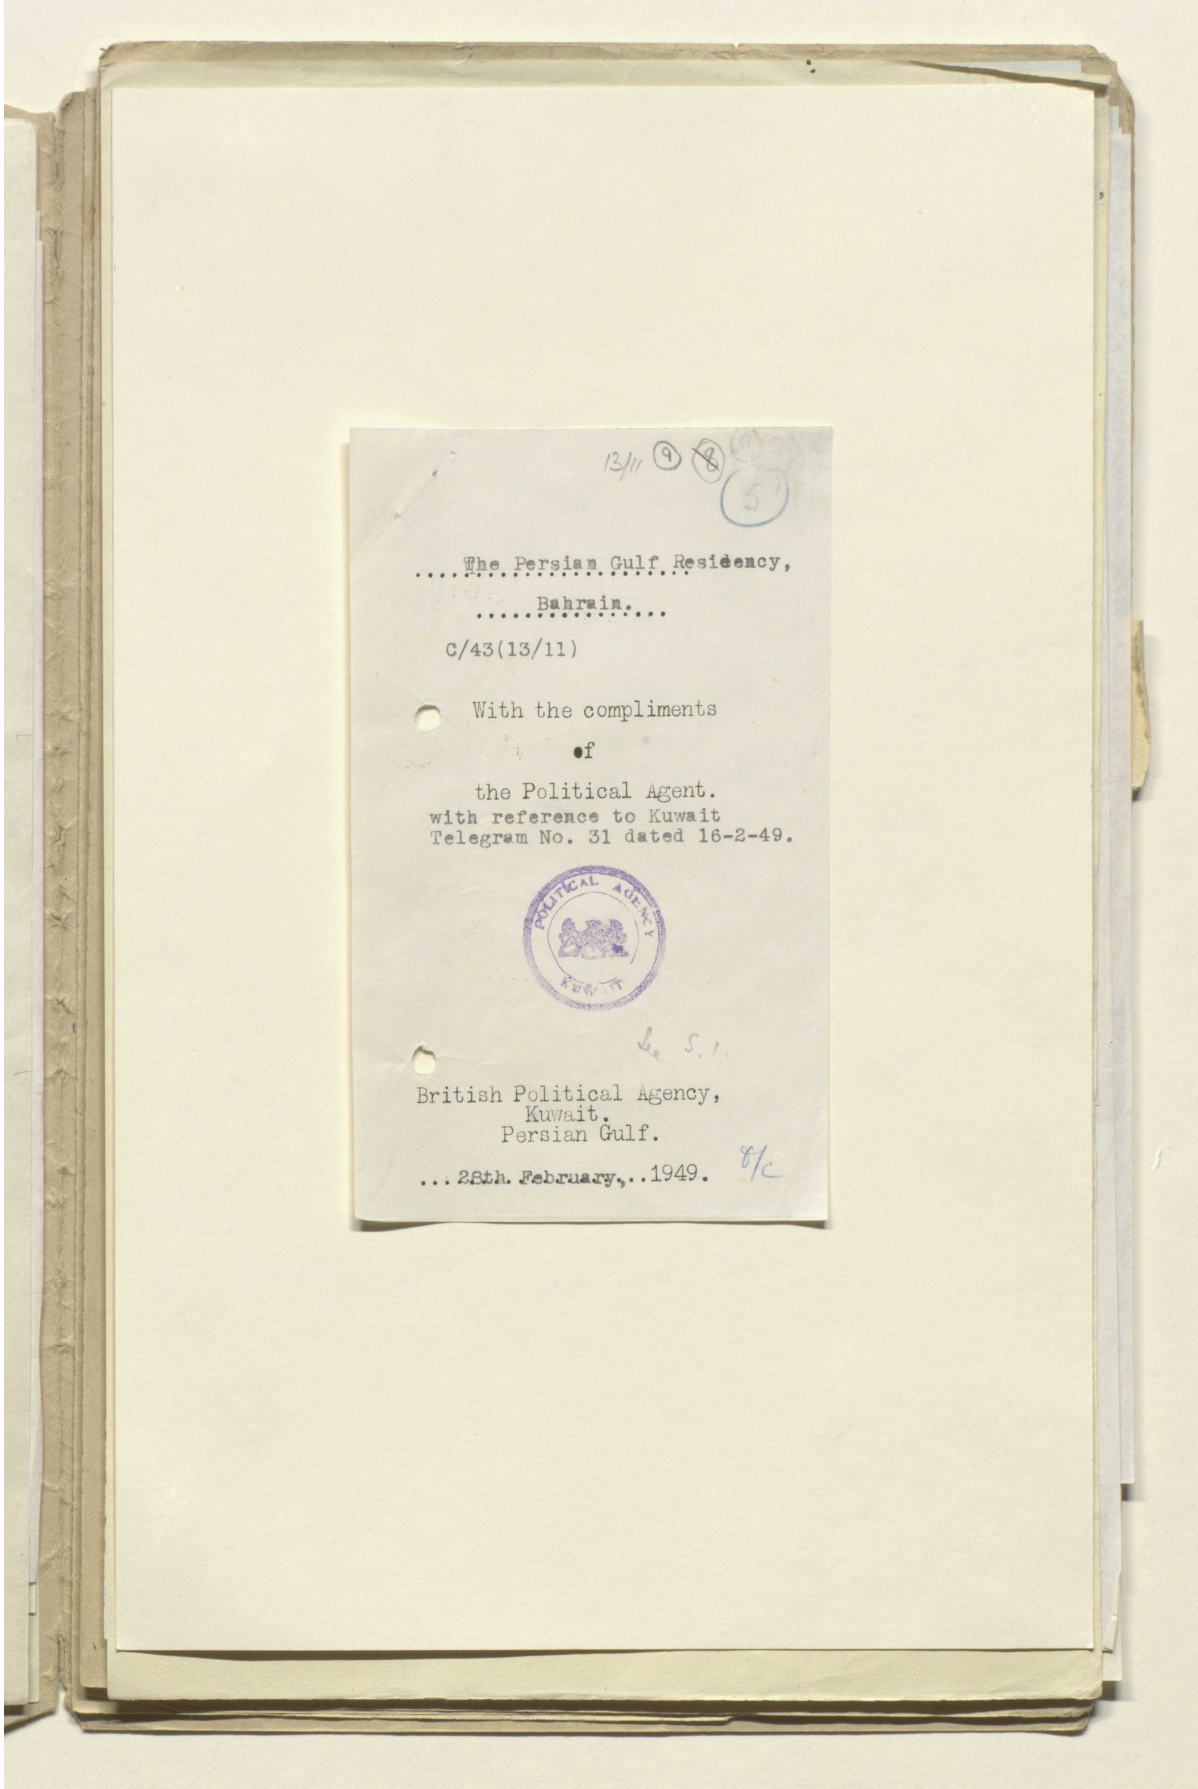 13/11 9 8
5
The Persian Gulf Residency,
Bahrain.
C/43(13/11)
With the compliments
of
the Political Agent.
with reference to Kuwait
Telegram No. 31 dated 16-2-49.
POLITICAL AGENCY
KUWAIT
See S.1.
British Political Agency,
Kuwait.
Persian Gulf.
...28th. February,..1949.